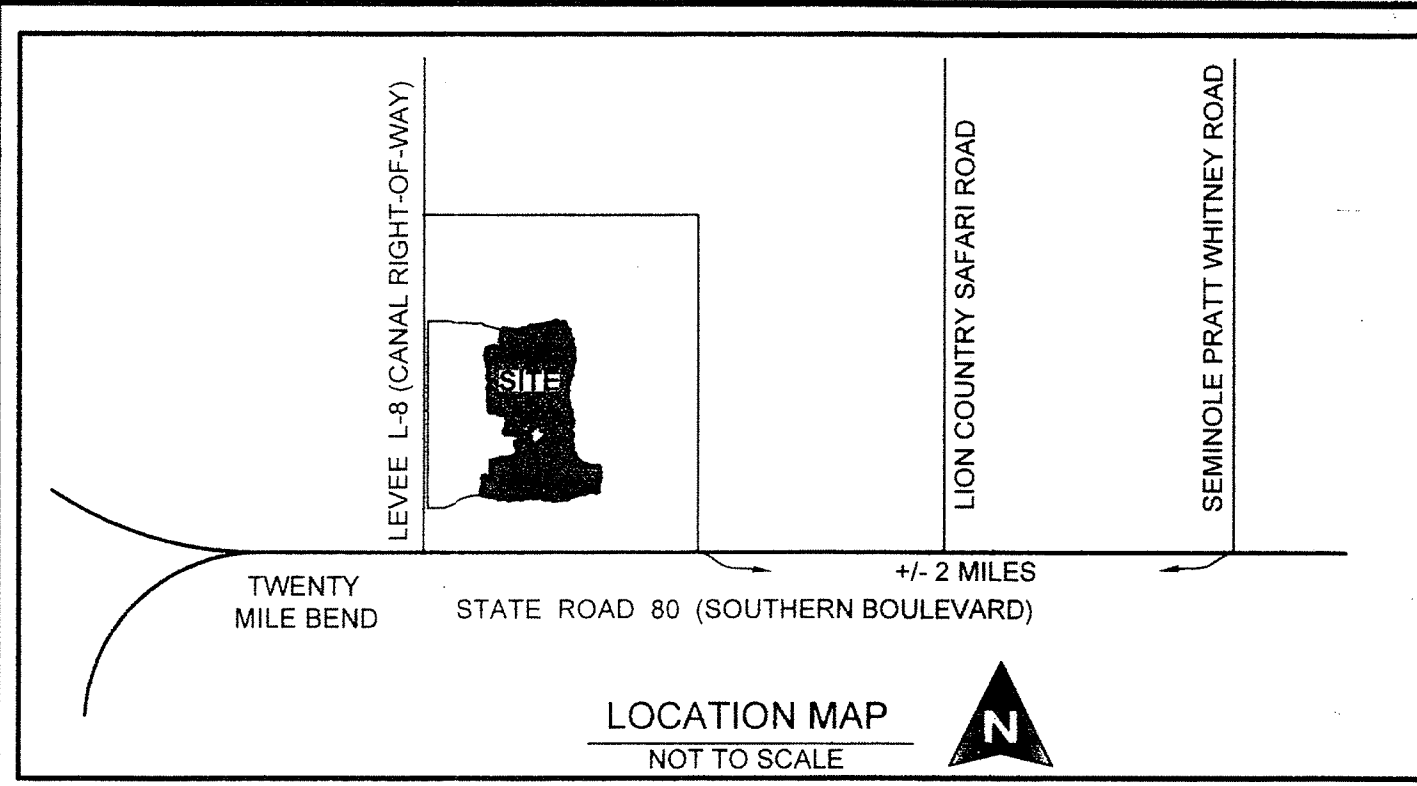 LEVEE L-8 (CANAL RIGHT-OF-WAY)
LION COUNTRY SAFARI ROAD
SEMINOLE PRATT WHITNEY ROAD
SITE
+/- 2 MILES
TWENTY
MILE BEND
STATE ROAD 80 (SOUTHERN BOULEVARD)
LOCATION MAP
NOT TO SCALE
N